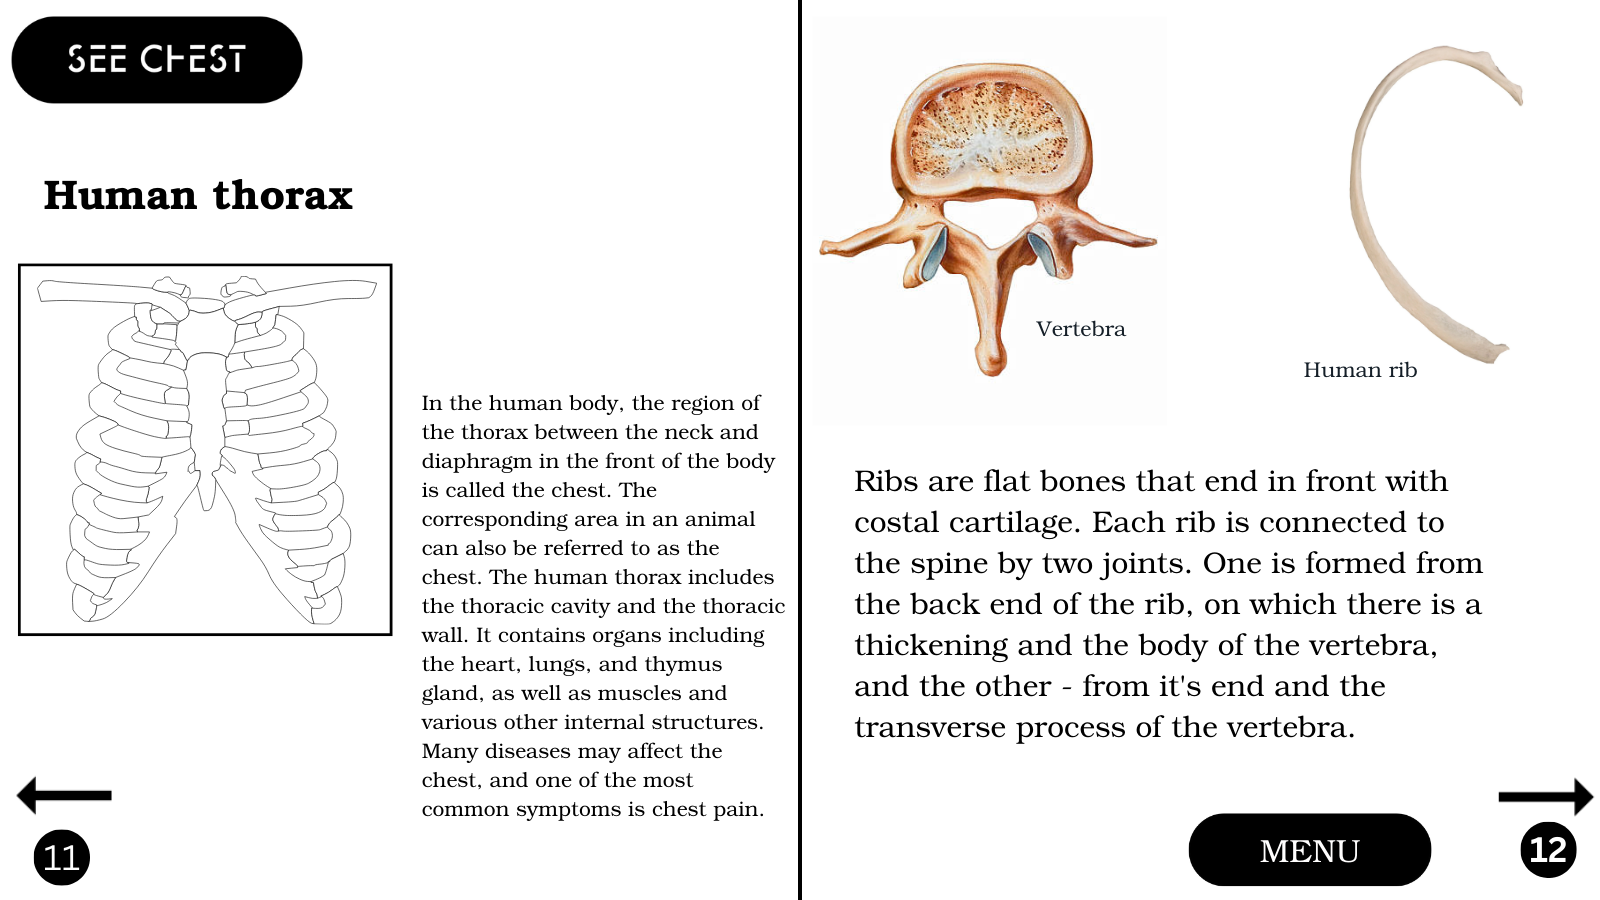 SEE CHEST
Human thorax
In the human body, the region of
the thorax between the neck and
diaphragm in the front of the body
is called the chest. The
corresponding area in an animal
can also be referred to as the
chest. The human thorax includes
the thoracic cavity and the thoracic
wall. It contains organs including
the heart, lungs, and thymus
gland, as well as muscles and
various other internal structures.
Many diseases may affect the
chest, and one of the most
common symptoms is chest pain.
11
Vertebra
Human rib
Ribs are flat bones that end in front with
costal cartilage. Each rib is connected to
the spine by two joints. One is formed from
the back end of the rib, on which there is a
thickening and the body of the vertebra,
and the other - from it's end and the
transverse process of the vertebra.
MENU
12